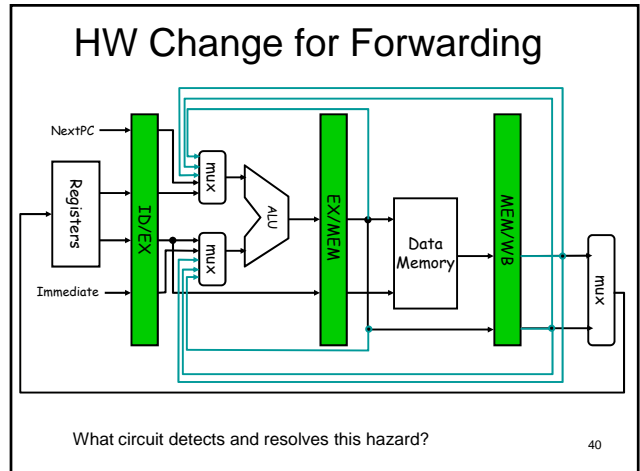 HW Change for Forwarding
NextPC
Registers
Immediate
ID/EX
mux
mux
ALU
EX/MEM
Data
Memory
MEM/WB
mux
What circuit detects and resolves this hazard?
40